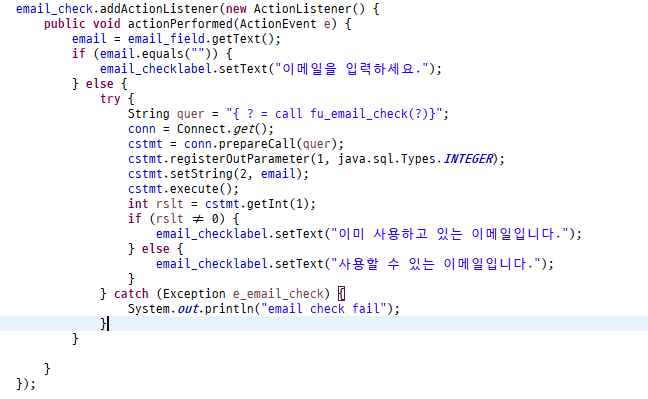 email_check.addActionListener(new ActionListener() {
    public void actionPerformed(ActionEvent e) {
        email = email_field.getText();
        if (email.equals("")) {
            email_checklabel.setText("이메일을 입력하세요.");
        } else {
            try {
                String quer = "{ ? = call fu_email_check(?)}";
                conn = Connect.get();
                cstmt = conn.prepareCall(quer);
                cstmt.registerOutParameter(1, java.sql.Types.INTEGER);
                cstmt.setString(2, email);
                cstmt.execute();
                int rslt = cstmt.getInt(1);
                if (rslt ≠ 0) {
                    email_checklabel.setText("이미 사용하고 있는 이메일입니다.");
                } else {
                    email_checklabel.setText("사용할 수 있는 이메일입니다.");
                }
            } catch (Exception e_email_check) {
                System.out.println("email check fail");
            }
        }

    }
});